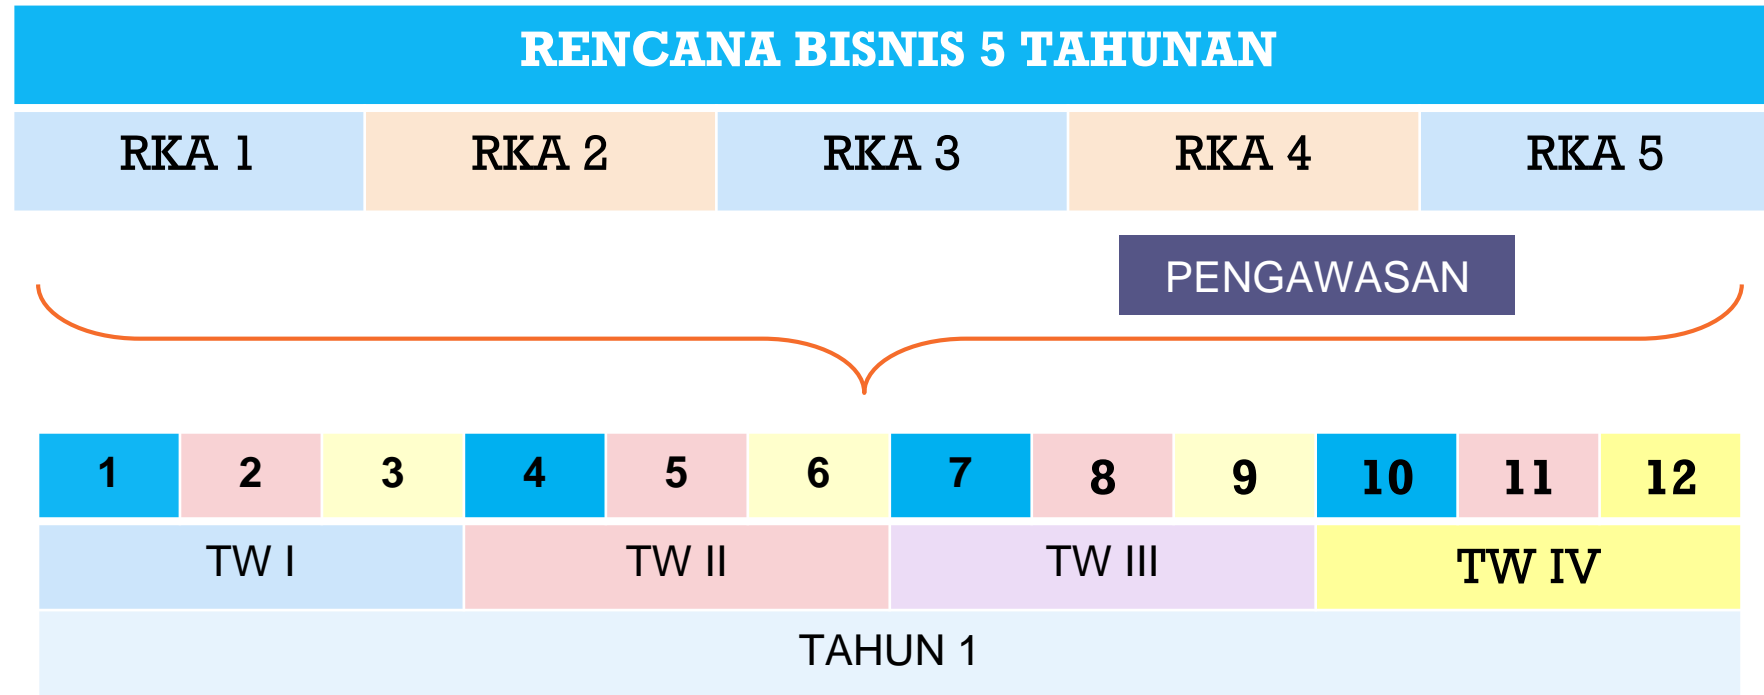 RENCANA BISNIS 5 TAHUNAN
RKA 1 RKA 2 RKA 3 RKA 4 RKA 5
PENGAWASAN
1 2 3 4 5 6 7 8 9 10 11 12
TW I TW II TW III TW IV
TAHUN 1